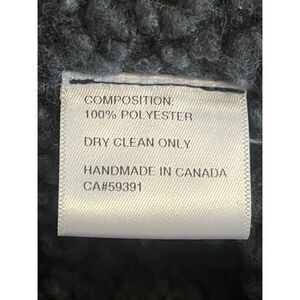 COMPOSITION:
100% POLYESTER
DRY CLEAN ONLY
HANDMADE IN CANADA
CA#59391